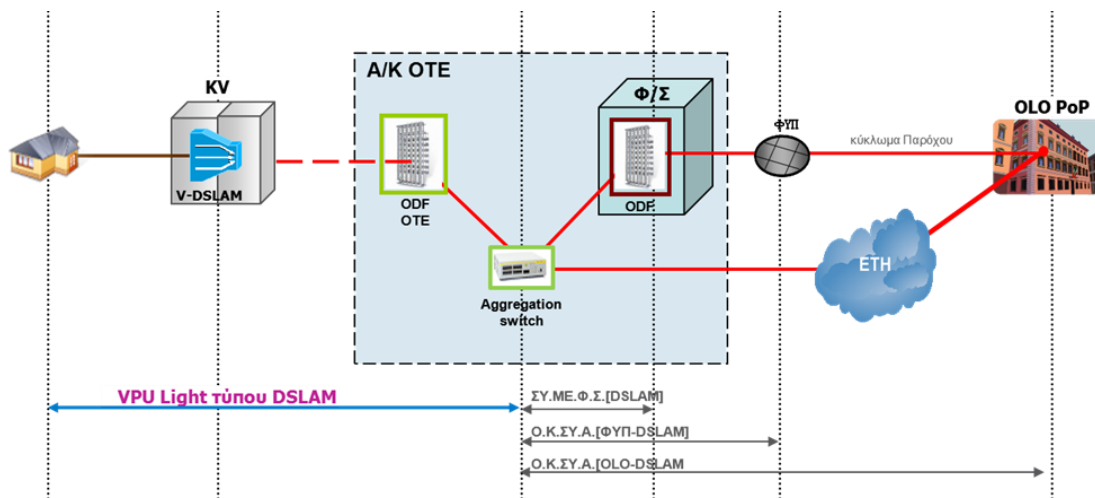 Α/Κ ΟΤΕ
KV
Φ/Σ
ΦΥΠ
OLO PoP
κύκλωμα Παρόχου
V-DSLAM
ODF
OTE
ODF
ETH
Aggregation
switch
VPU Light τύπου DSLAM
ΣΥ.ΜΕ.Φ.Σ.[DSLAM]
Ο.Κ.ΣΥ.Α.[ΦΥΠ-DSLAM]
Ο.Κ.ΣΥ.Α.[OLO-DSLAM